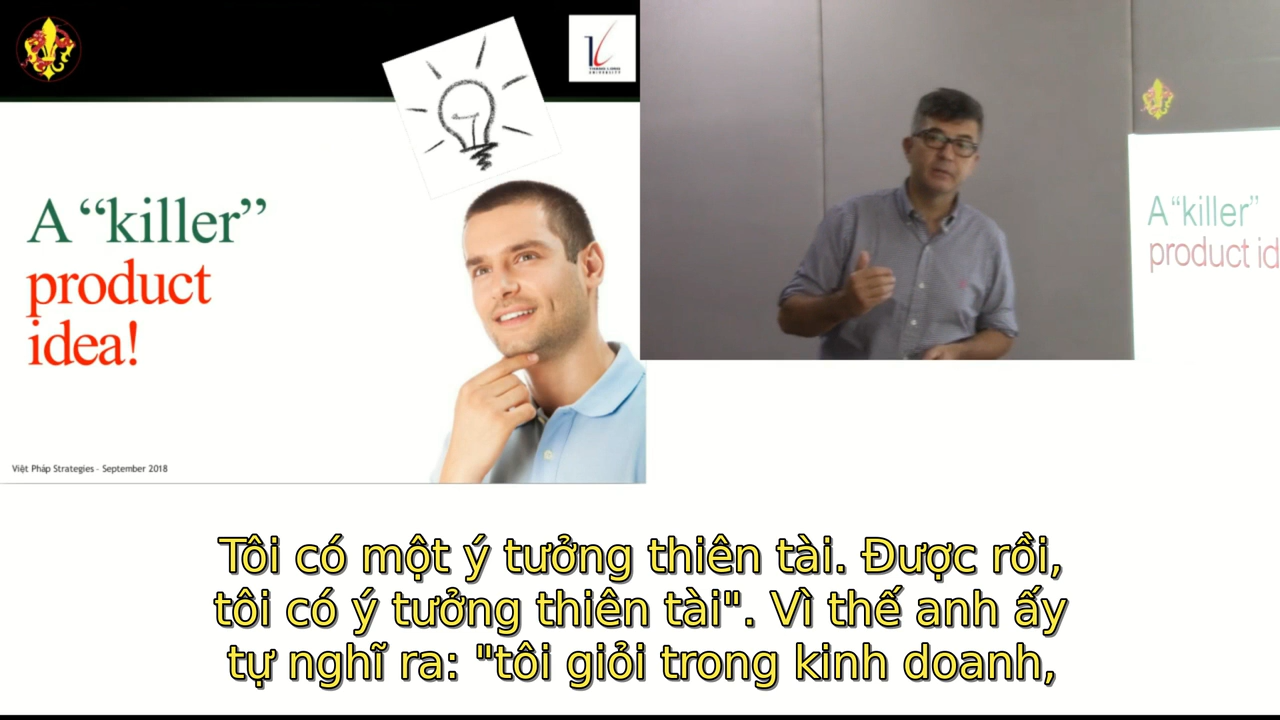 A “killer”
product
idea!
Việt Pháp Strategies - September 2018
A “killer”
product id
Tôi có một ý tưởng thiên tài. Được rồi,
tôi có ý tưởng thiên tài". Vì thế anh ấy
tự nghĩ ra: "tôi giỏi trong kinh doanh,